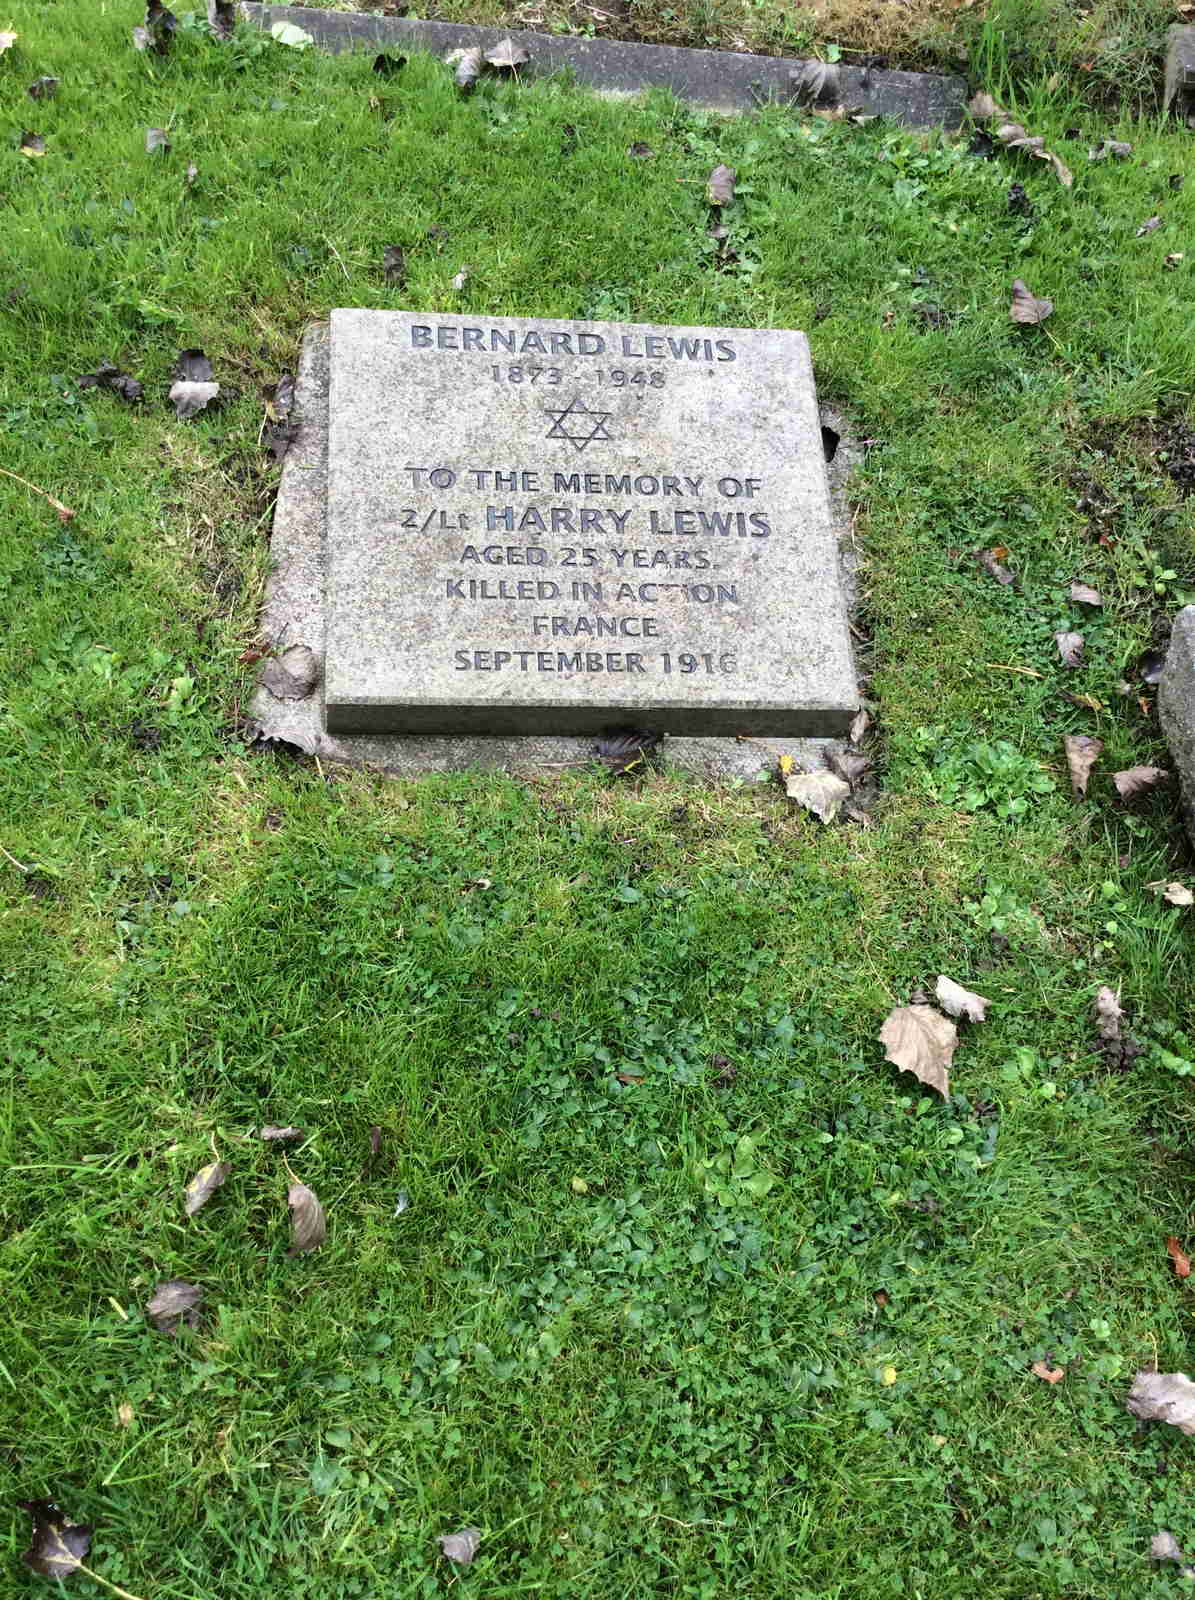 BERNARD LEWIS
1873 - 1948
TO THE MEMORY OF
2/Lt HARRY LEWIS
AGED 25 YEARS.
KILLED IN ACTION
FRANCE
SEPTEMBER 1916